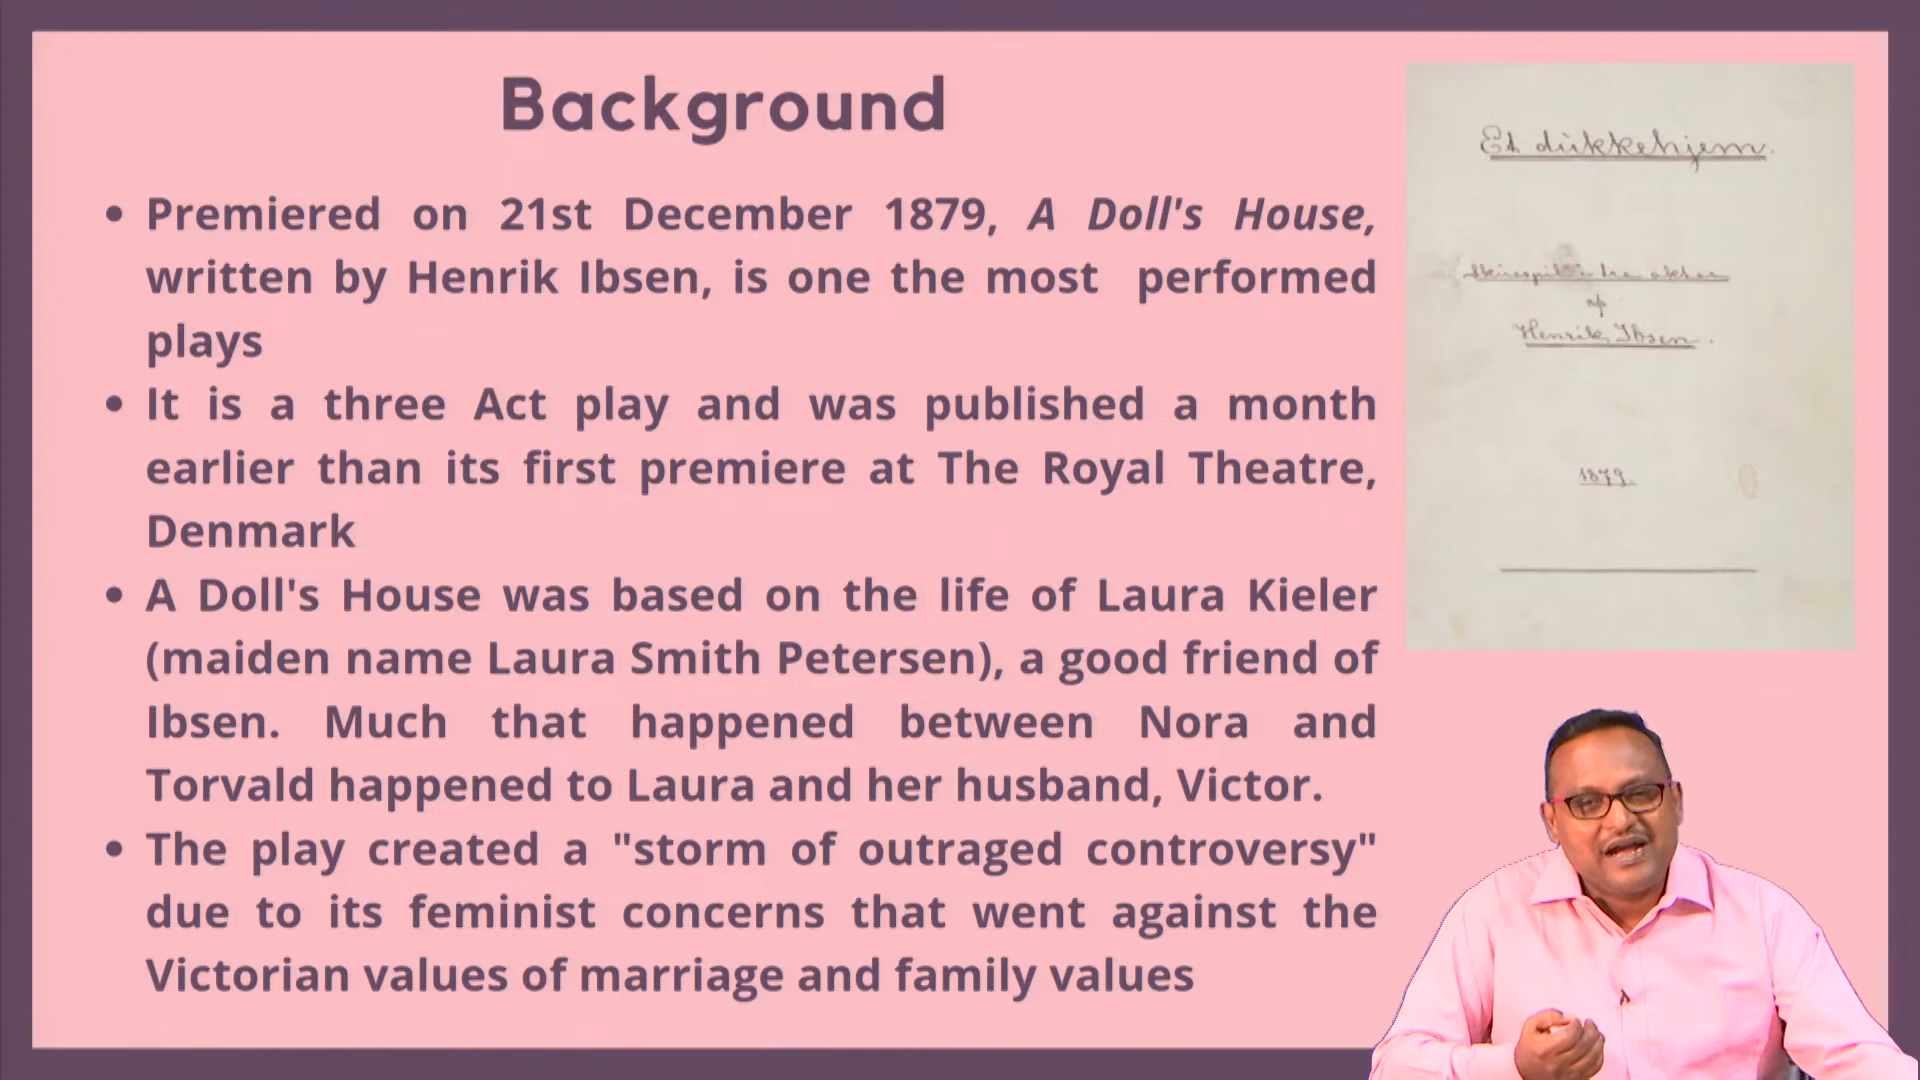 Background
• Premiered on 21st December 1879, A Doll's House,
written by Henrik Ibsen, is one the most performed
plays
• It is a three Act play and was published a month
earlier than its first premiere at The Royal Theatre,
Denmark
• A Doll's House was based on the life of Laura Kieler
(maiden name Laura Smith Petersen), a good friend of
Ibsen. Much that happened between Nora and
Torvald happened to Laura and her husband, Victor.
• The play created a "storm of outraged controversy"
due to its feminist concerns that went against the
Victorian values of marriage and family values
Et dukkehjem.
Henrik Ibsen.
1879.